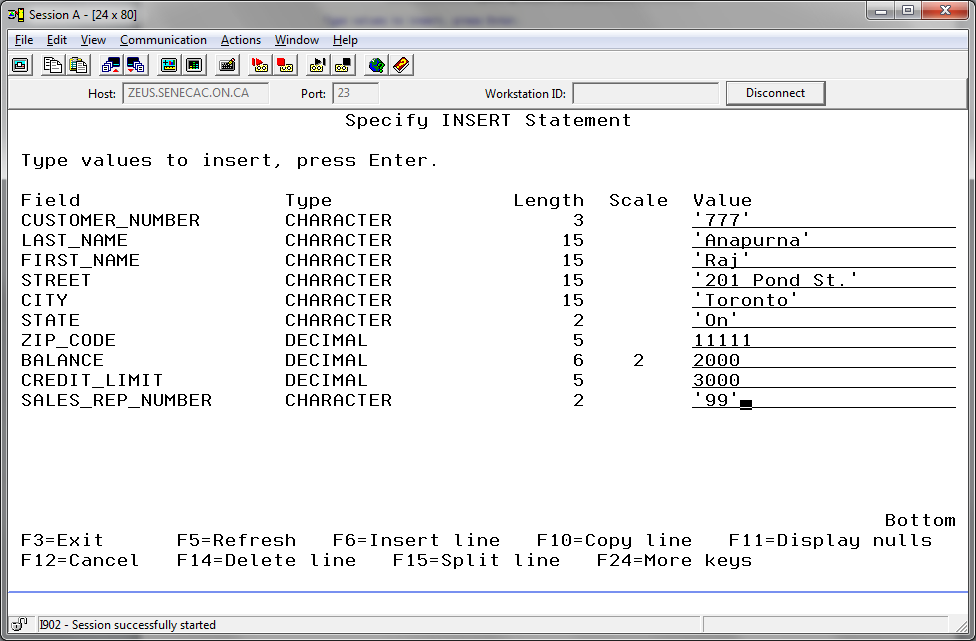 Session A - [24 x 80]
File Edit View Communication Actions Window Help
Host: ZEUS.SENECAC.ON.CA Port: 23 Workstation ID: Disconnect
Specify INSERT Statement
Type values to insert, press Enter.
Field Type Length Scale Value
CUSTOMER_NUMBER CHARACTER 3 '777'
LAST_NAME CHARACTER 15 'Anapurna'
FIRST_NAME CHARACTER 15 'Raj'
STREET CHARACTER 15 '201 Pond St.'
CITY CHARACTER 15 'Toronto'
STATE CHARACTER 2 'On'
ZIP_CODE DECIMAL 5 11111
BALANCE DECIMAL 6 2 2000
CREDIT_LIMIT DECIMAL 5 3000
SALES_REP_NUMBER CHARACTER 2 '99'
Bottom
F3=Exit F5=Refresh F6=Insert line F10=Copy line F11=Display nulls
F12=Cancel F14=Delete line F15=Split line F24=More keys
I902 - Session successfully started